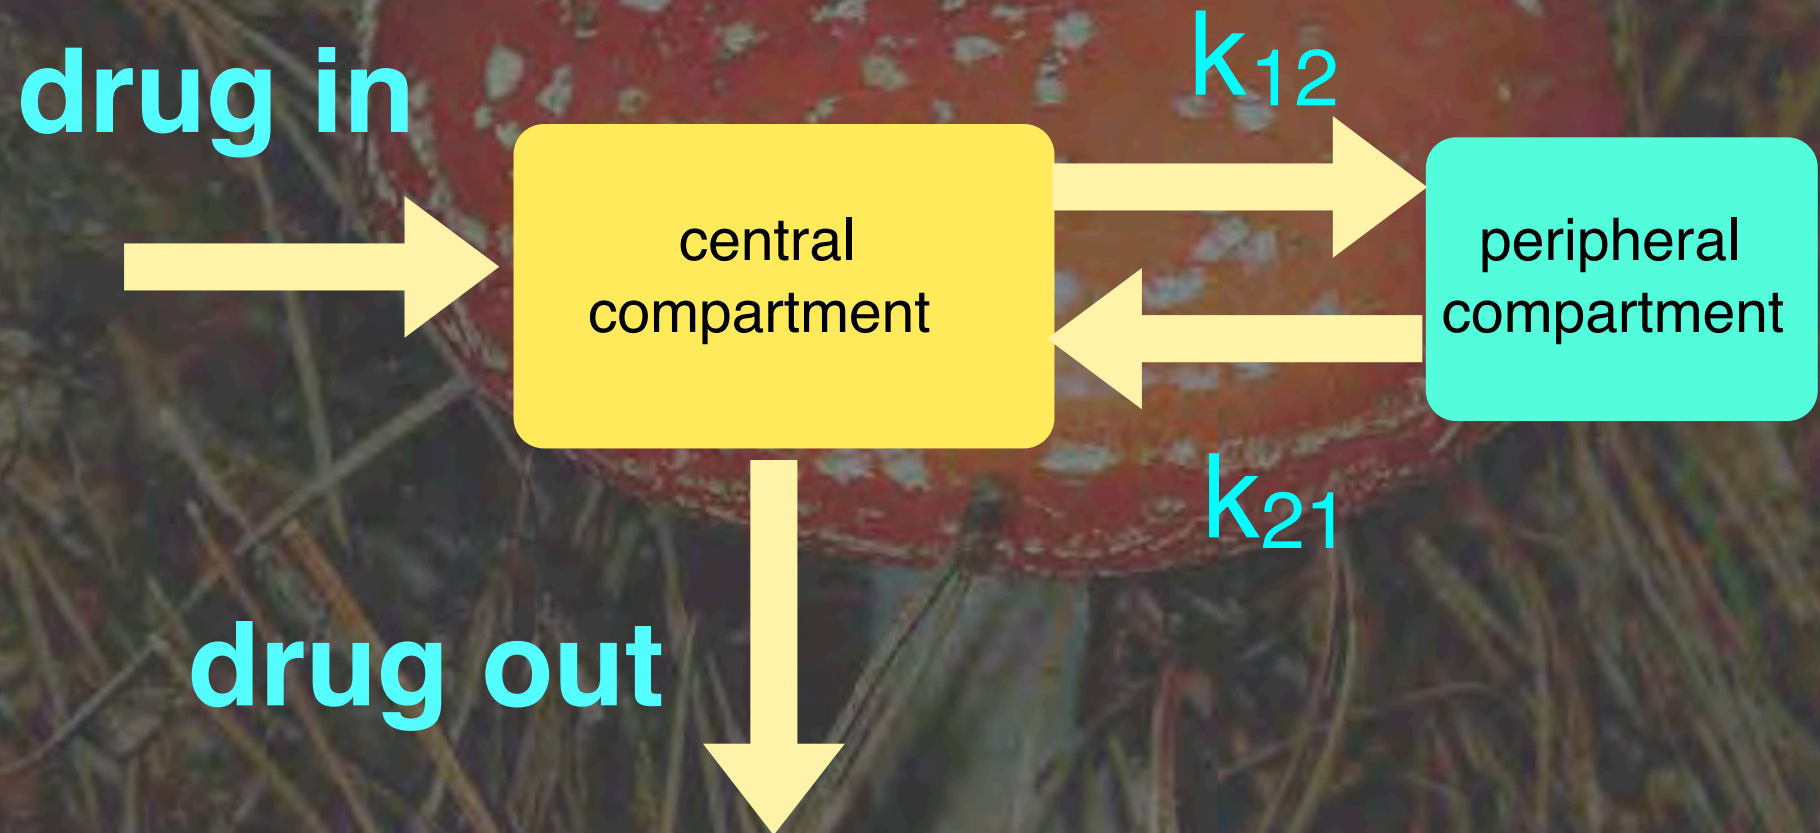 drug in
k12
central
compartment
peripheral
compartment
k21
drug out